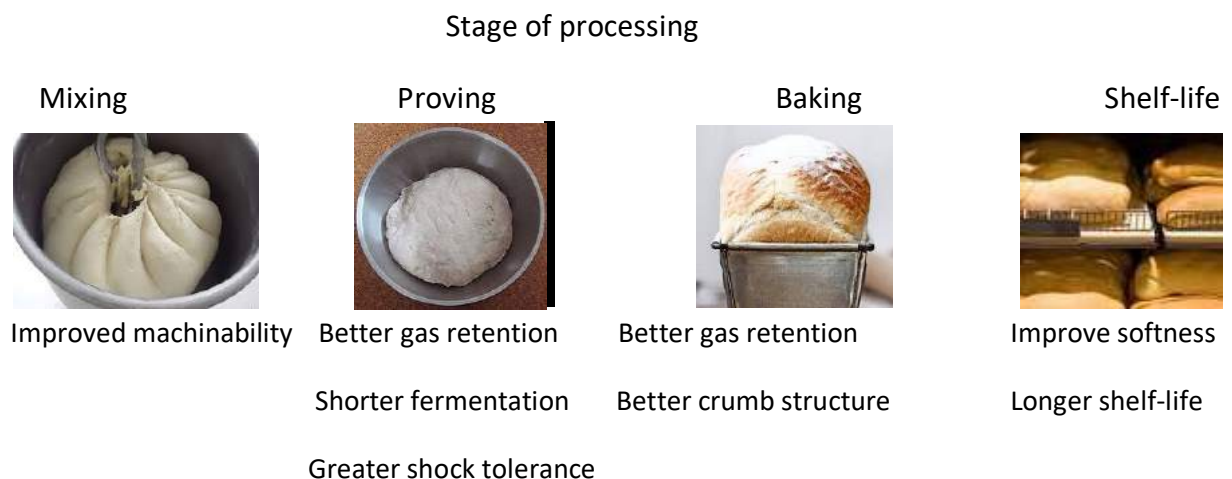 Stage of processing
Mixing Proving Baking Shelf-life
Improved machinability Better gas retention Better gas retention Improve softness
Shorter fermentation Better crumb structure Longer shelf-life
Greater shock tolerance